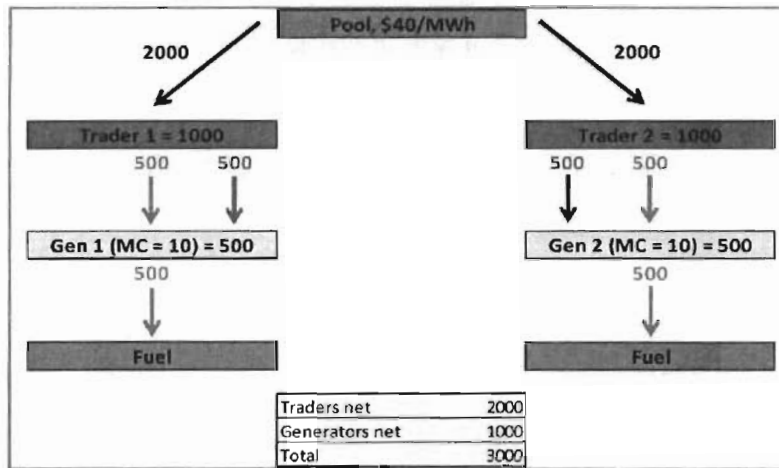 Pool, $40/MWh
2000 2000
Trader 1 = 1000 Trader 2 = 1000
500 500 500 500
Gen 1 (MC = 10) = 500 Gen 2 (MC = 10) = 500
500 500
Fuel Fuel
Traders net 2000
Generators net 1000
Total 3000